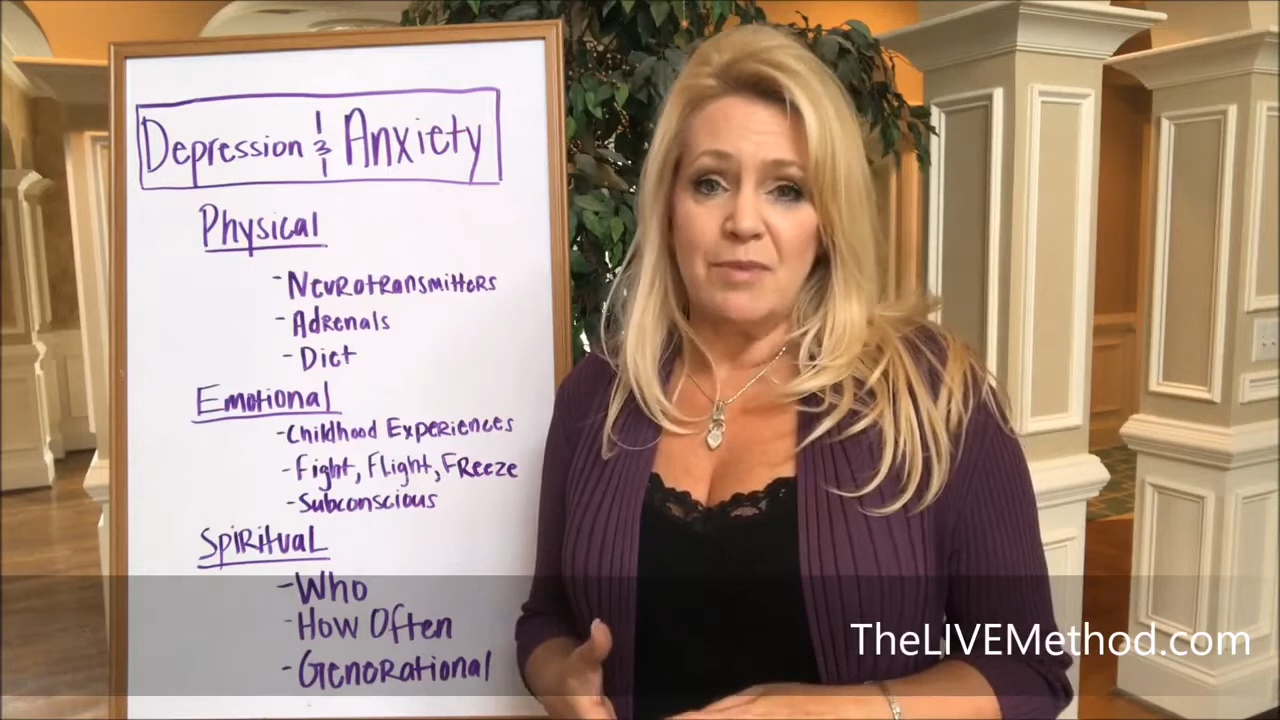 Depression & Anxiety
Physical
- Neurotransmitters
- Adrenals
- Diet
Emotional
- Childhood Experiences
- Fight, Flight, Freeze
- Subconscious
Spiritual
- Who
- How Often
- Generational
TheLIVEMethod.com